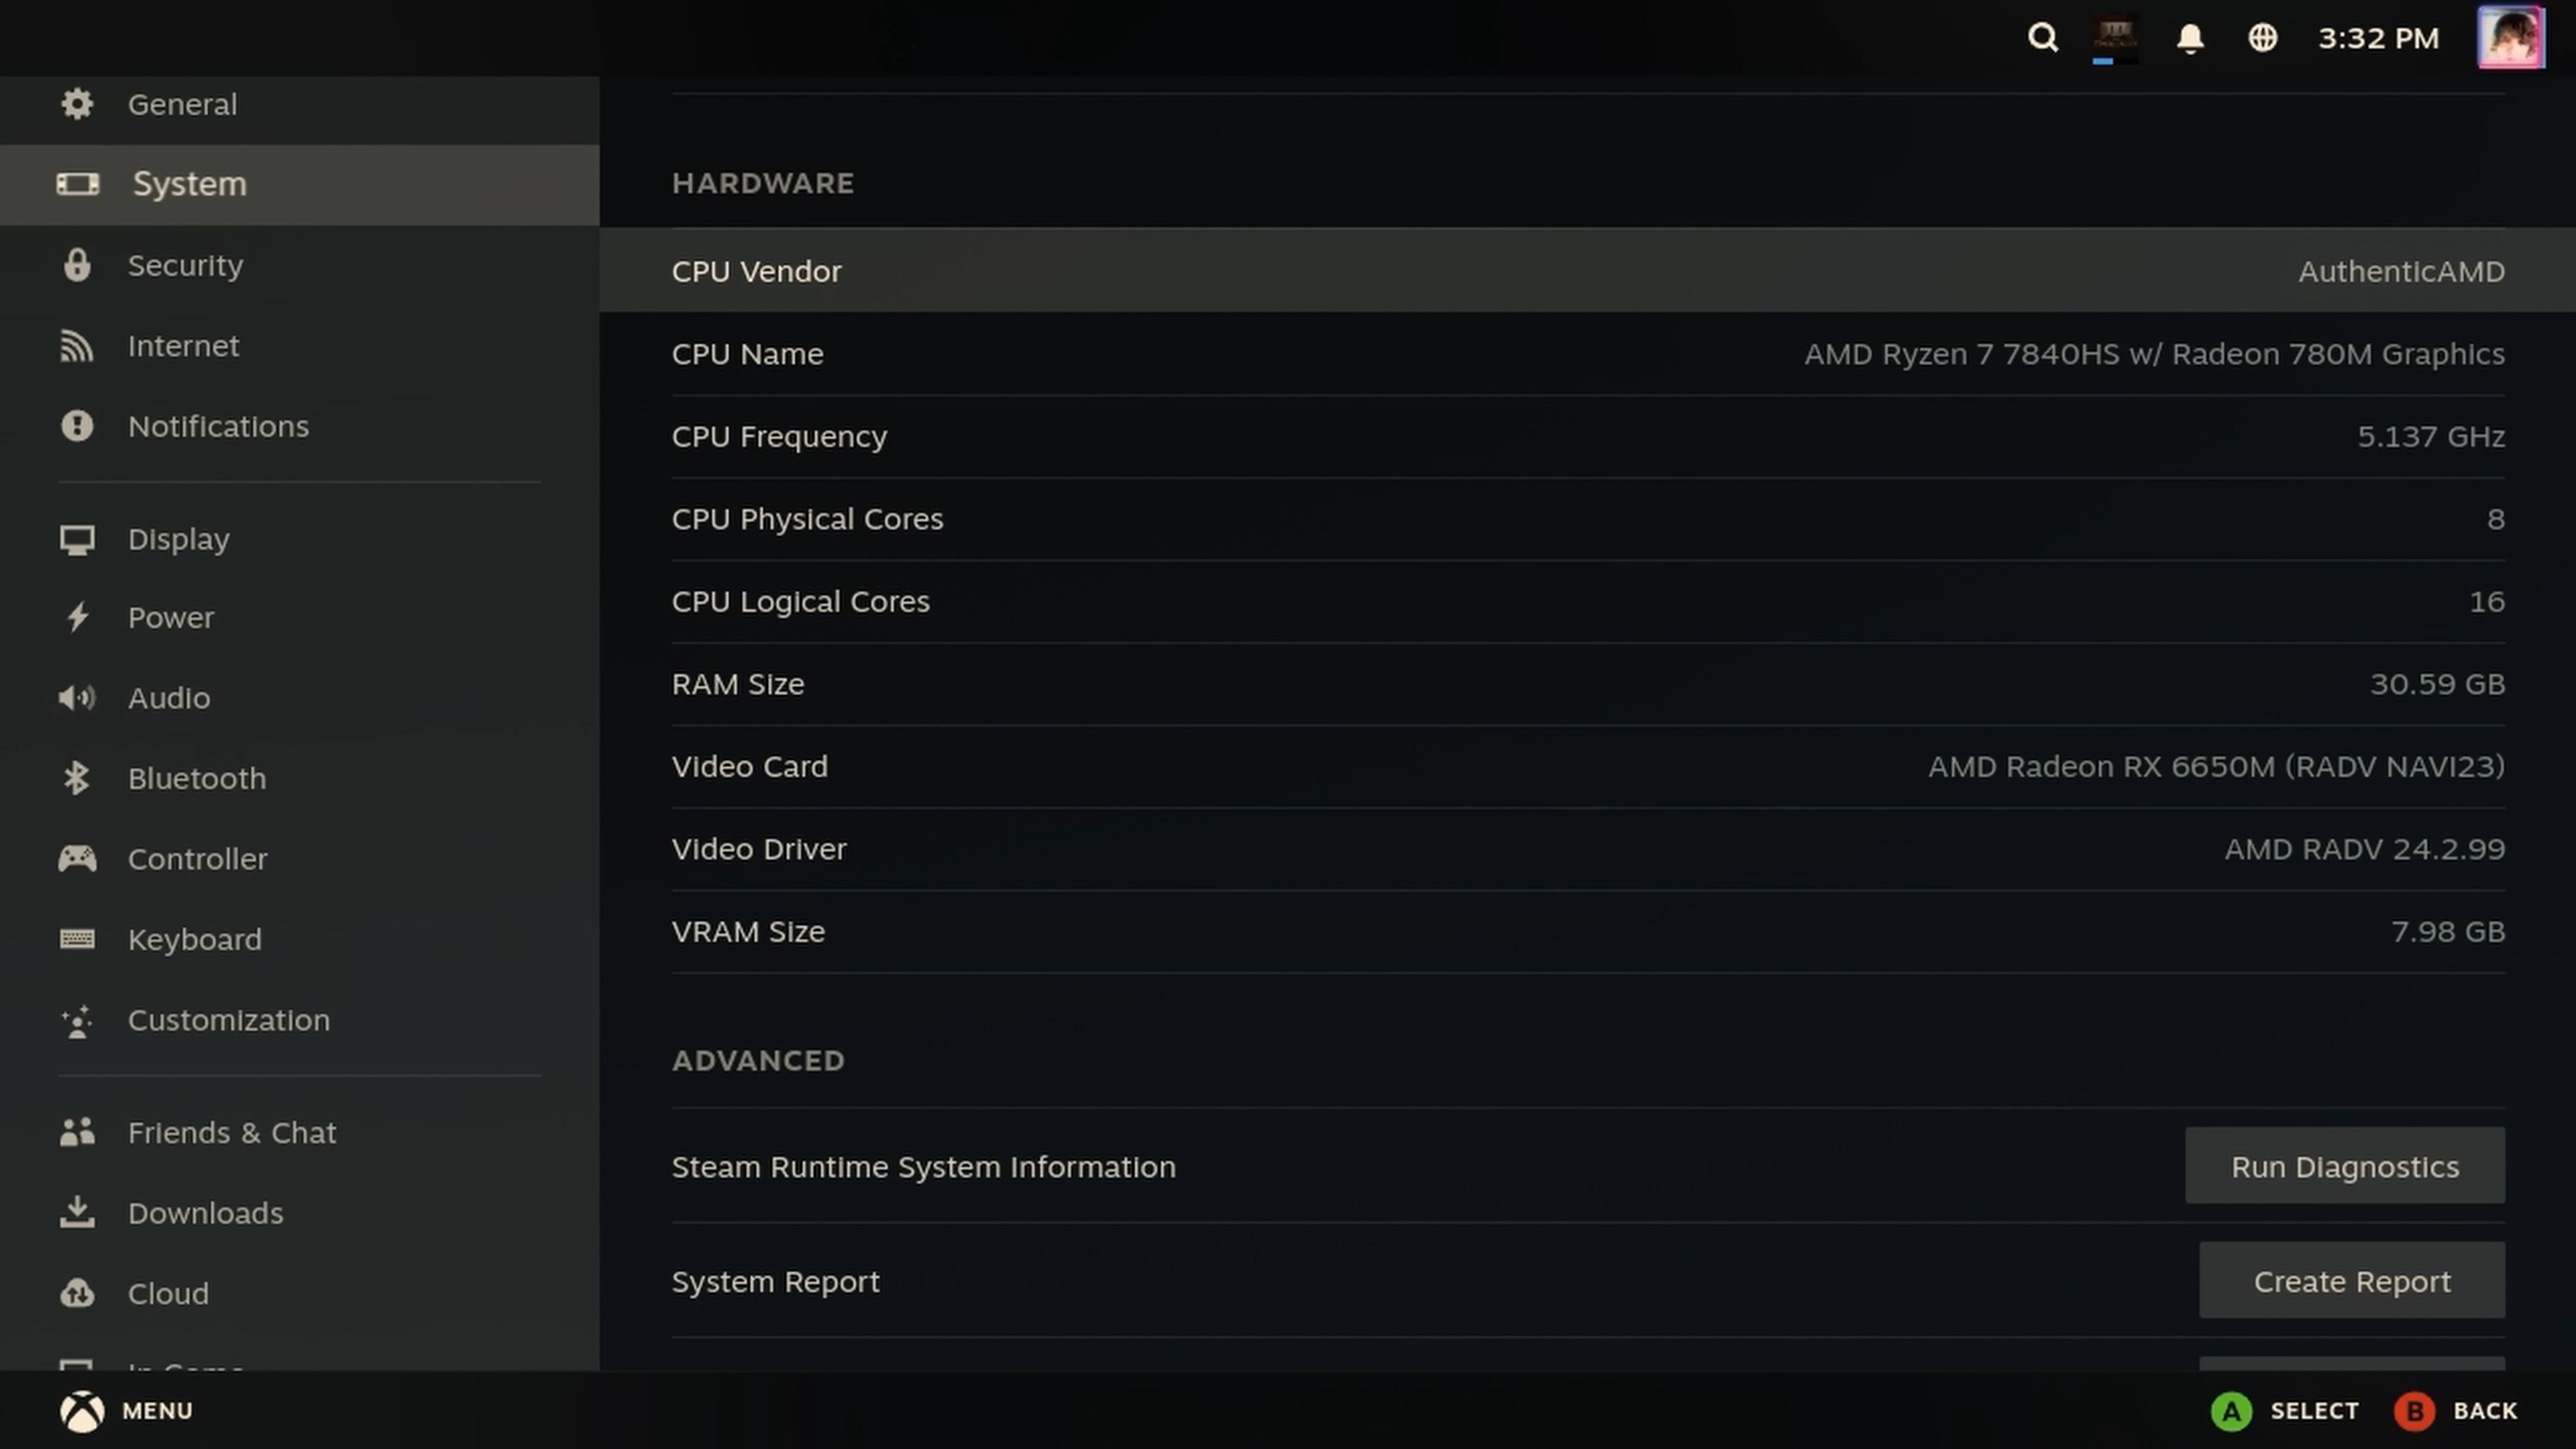 3:32 PM
General
System
Security
Internet
Notifications
Display
Power
Audio
Bluetooth
Controller
Keyboard
Customization
Friends & Chat
Downloads
Cloud
In Game
HARDWARE
CPU Vendor AuthenticAMD
CPU Name AMD Ryzen 7 7840HS w/ Radeon 780M Graphics
CPU Frequency 5.137 GHz
CPU Physical Cores 8
CPU Logical Cores 16
RAM Size 30.59 GB
Video Card AMD Radeon RX 6650M (RADV NAVI23)
Video Driver AMD RADV 24.2.99
VRAM Size 7.98 GB
ADVANCED
Steam Runtime System Information Run Diagnostics
System Report Create Report
MENU
A SELECT B BACK